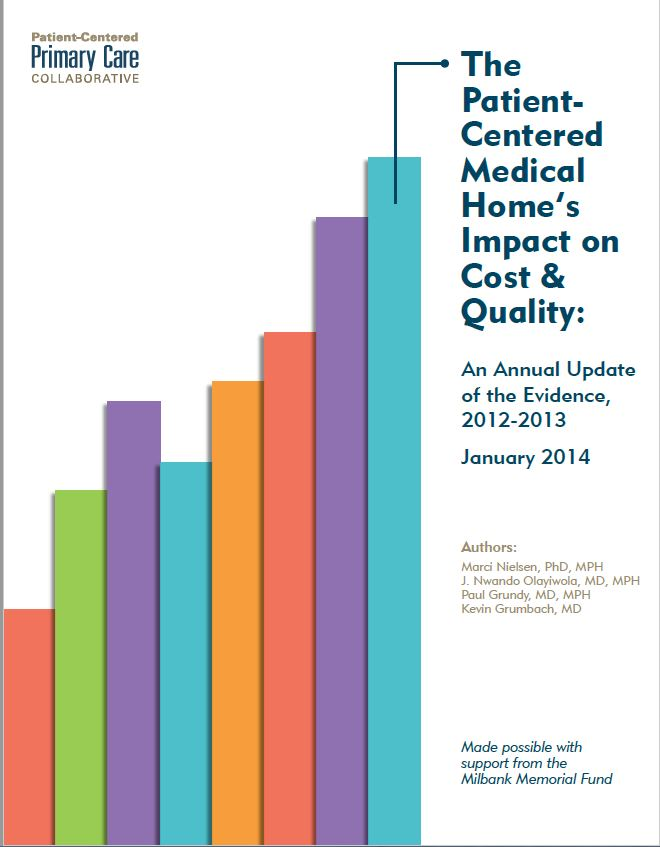 Patient-Centered
Primary Care
COLLABORATIVE
The
Patient-
Centered
Medical
Home's
Impact on
Cost &
Quality:
An Annual Update
of the Evidence,
2012-2013
January 2014
Authors:
Marci Nielsen, PhD, MPH
J. Nwando Olayiwola, MD, MPH
Paul Grundy, MD, MPH
Kevin Grumbach, MD
Made possible with
support from the
Milbank Memorial Fund